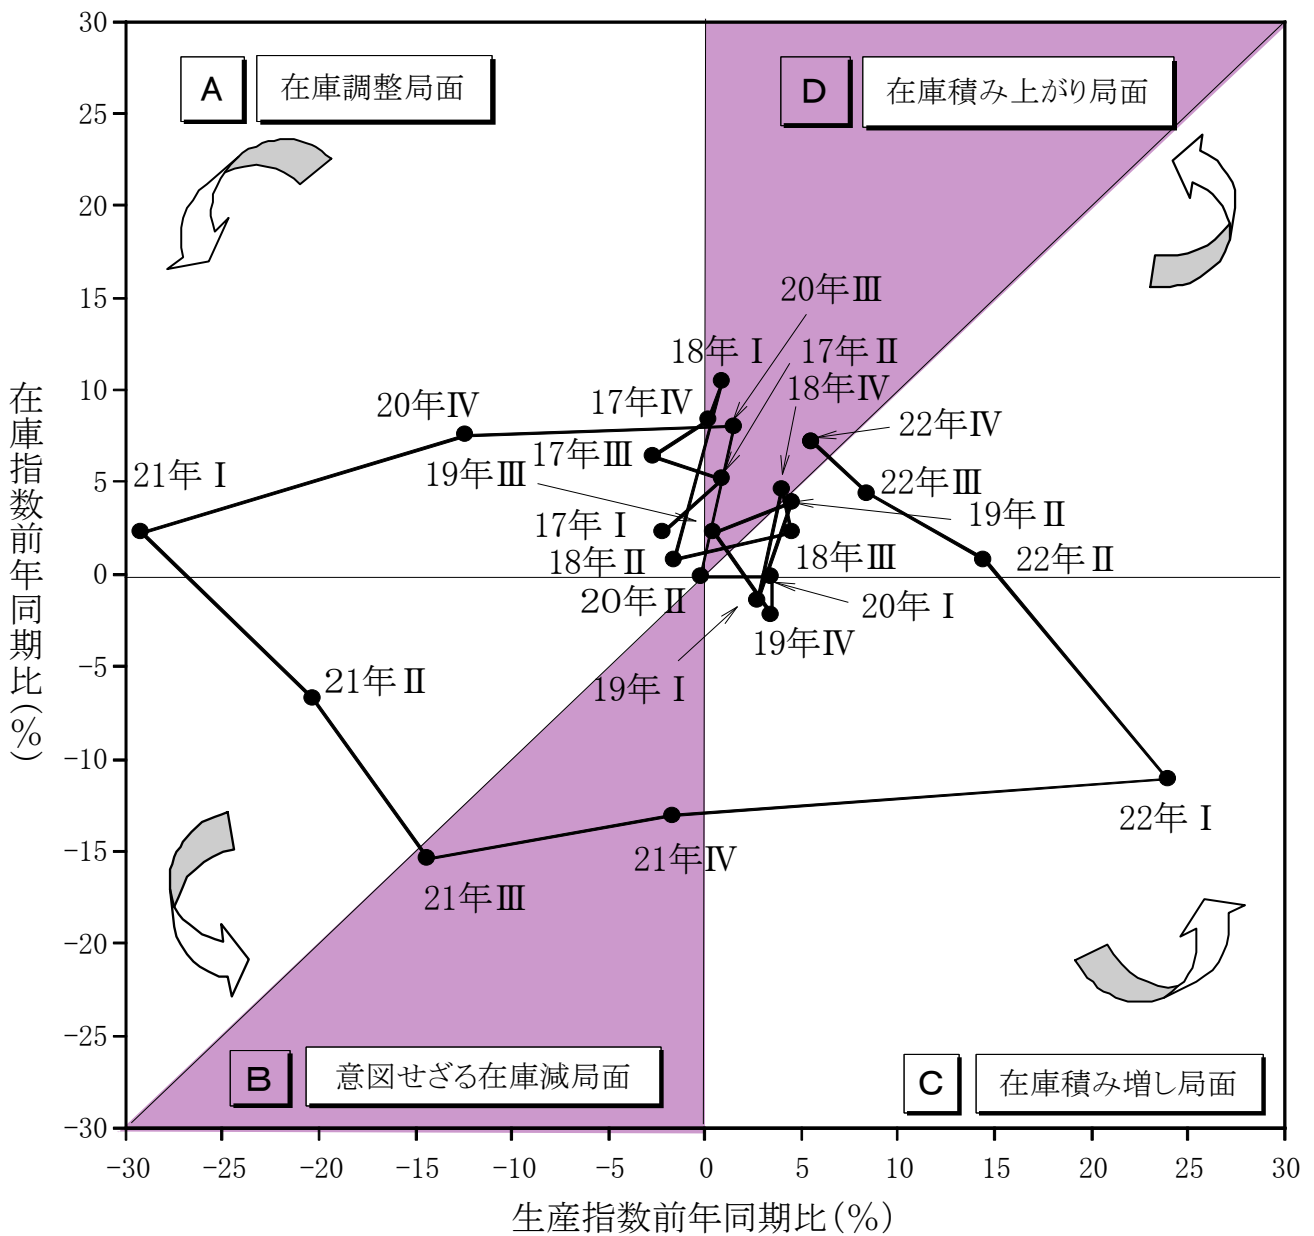 30
A
在庫調整局面
D
在庫積み上がり局面
25
20
15
20年Ⅲ
18年Ⅰ
17年Ⅱ
10
20年Ⅳ
17年Ⅳ
18年Ⅳ
22年Ⅳ
21年Ⅰ
19年Ⅲ
17年Ⅲ
5
22年Ⅲ
19年Ⅱ
17年Ⅰ
18年Ⅱ
18年Ⅲ
22年Ⅱ
0
20年Ⅱ
20年Ⅰ
19年Ⅳ
-5
21年Ⅱ
19年Ⅰ
-10
22年Ⅰ
-15
21年Ⅳ
21年Ⅲ
-20
-25
B
意図せざる在庫減局面
C
在庫積み増し局面
-30
-30 -25 -20 -15 -10 -5 0 5 10 15 20 25 30
生産指数前年同期比(%)
在庫指数前年同期比(%)